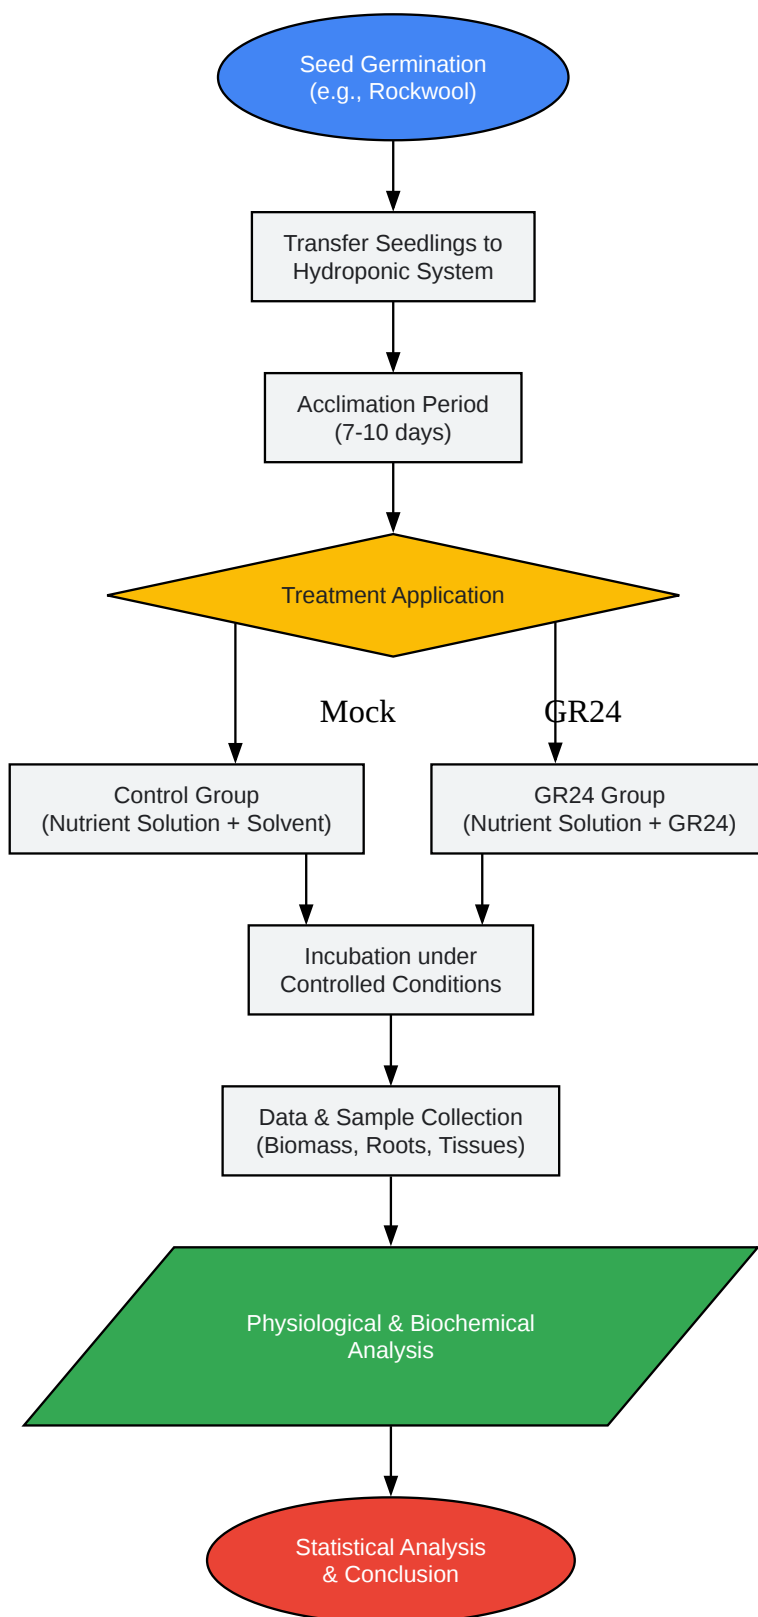 Seed Germination
(e.g., Rockwool)
Transfer Seedlings to
Hydroponic System
Acclimation Period
(7-10 days)
Treatment Application
Mock
GR24
Control Group
(Nutrient Solution + Solvent)
GR24 Group
(Nutrient Solution + GR24)
Incubation under
Controlled Conditions
Data & Sample Collection
(Biomass, Roots, Tissues)
Physiological & Biochemical
Analysis
Statistical Analysis
& Conclusion